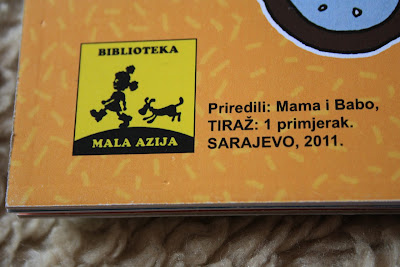 BIBLIOTEKA
MALA AZIJA
Priredili: Mama i Babo,
TIRAŽ: 1 primjerak.
SARAJEVO, 2011.